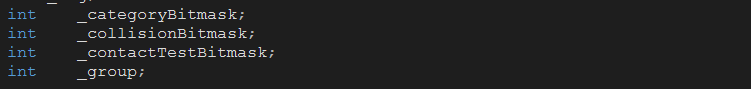 int    _categoryBitmask;
int    _collisionBitmask;
int    _contactTestBitmask;
int    _group;